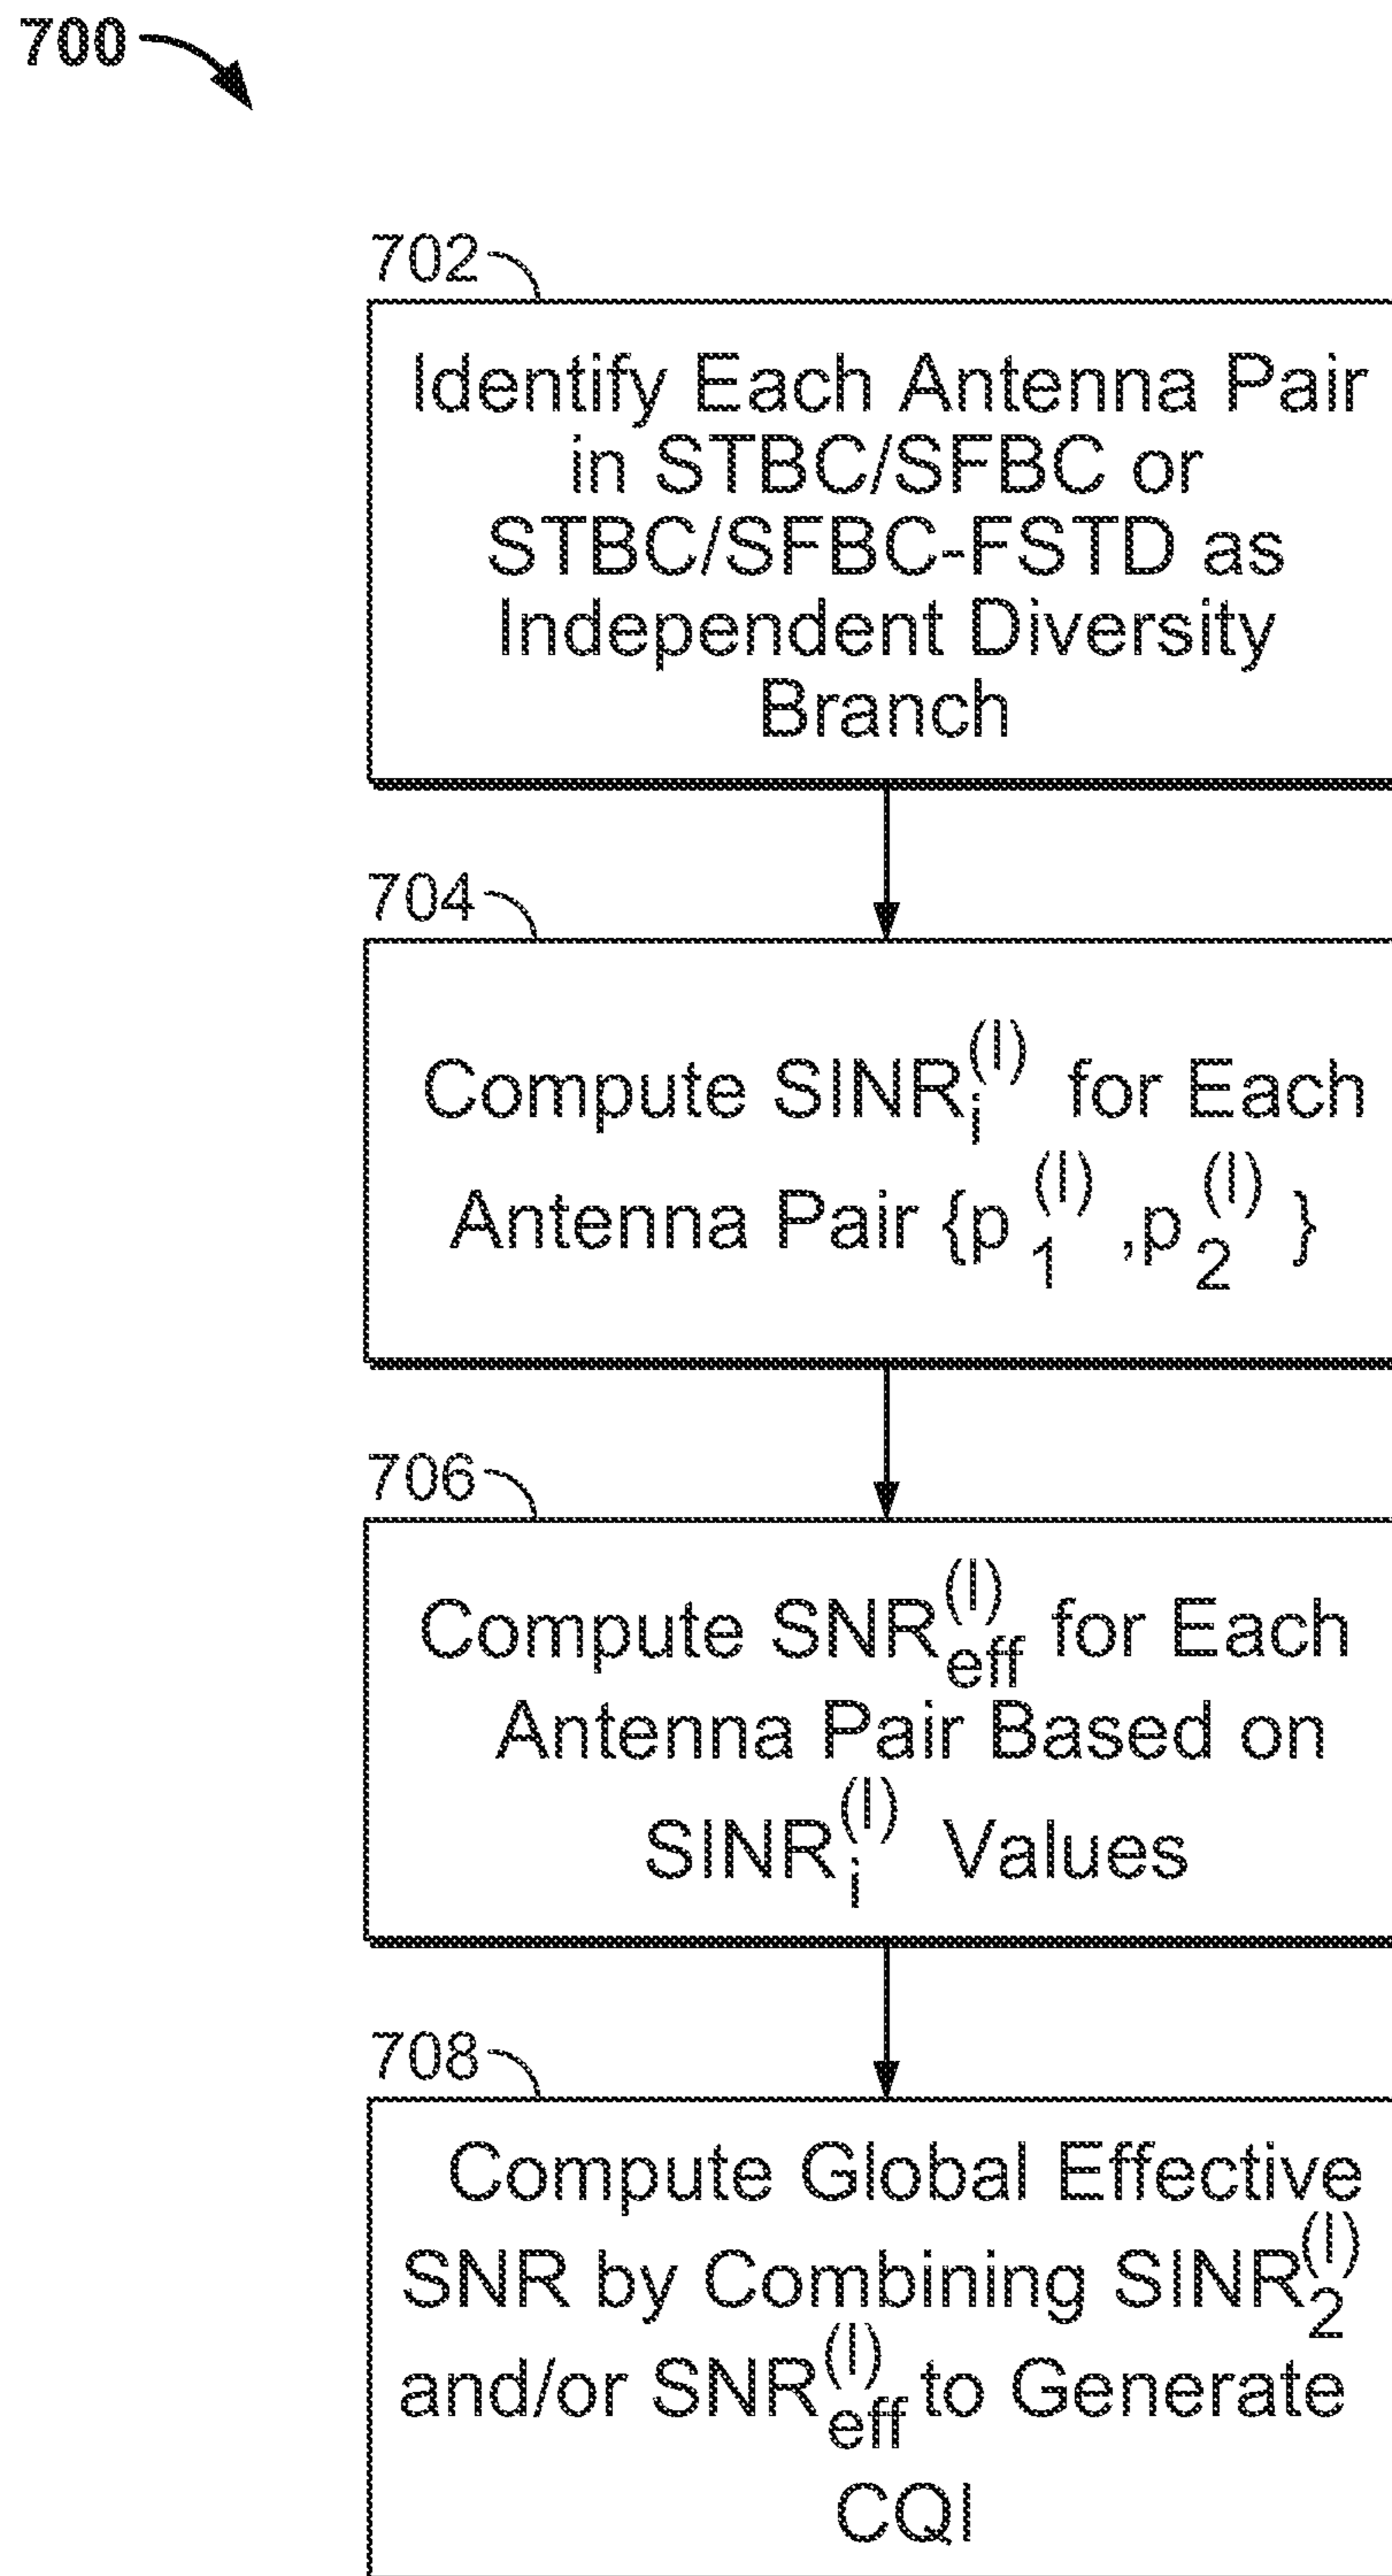 700
702
Identify Each Antenna Pair
in STBC/SFBC or
STBC/SFBC-FSTD as
Independent Diversity
Branch
704
Compute SINR_i^(l) for Each
Antenna Pair {p_1^(l), p_2^(l)}
706
Compute SNR_eff^(l) for Each
Antenna Pair Based on
SINR_i^(l) Values
708
Compute Global Effective
SNR by Combining SINR_2^(l)
and/or SNR_eff^(l) to Generate
CQI